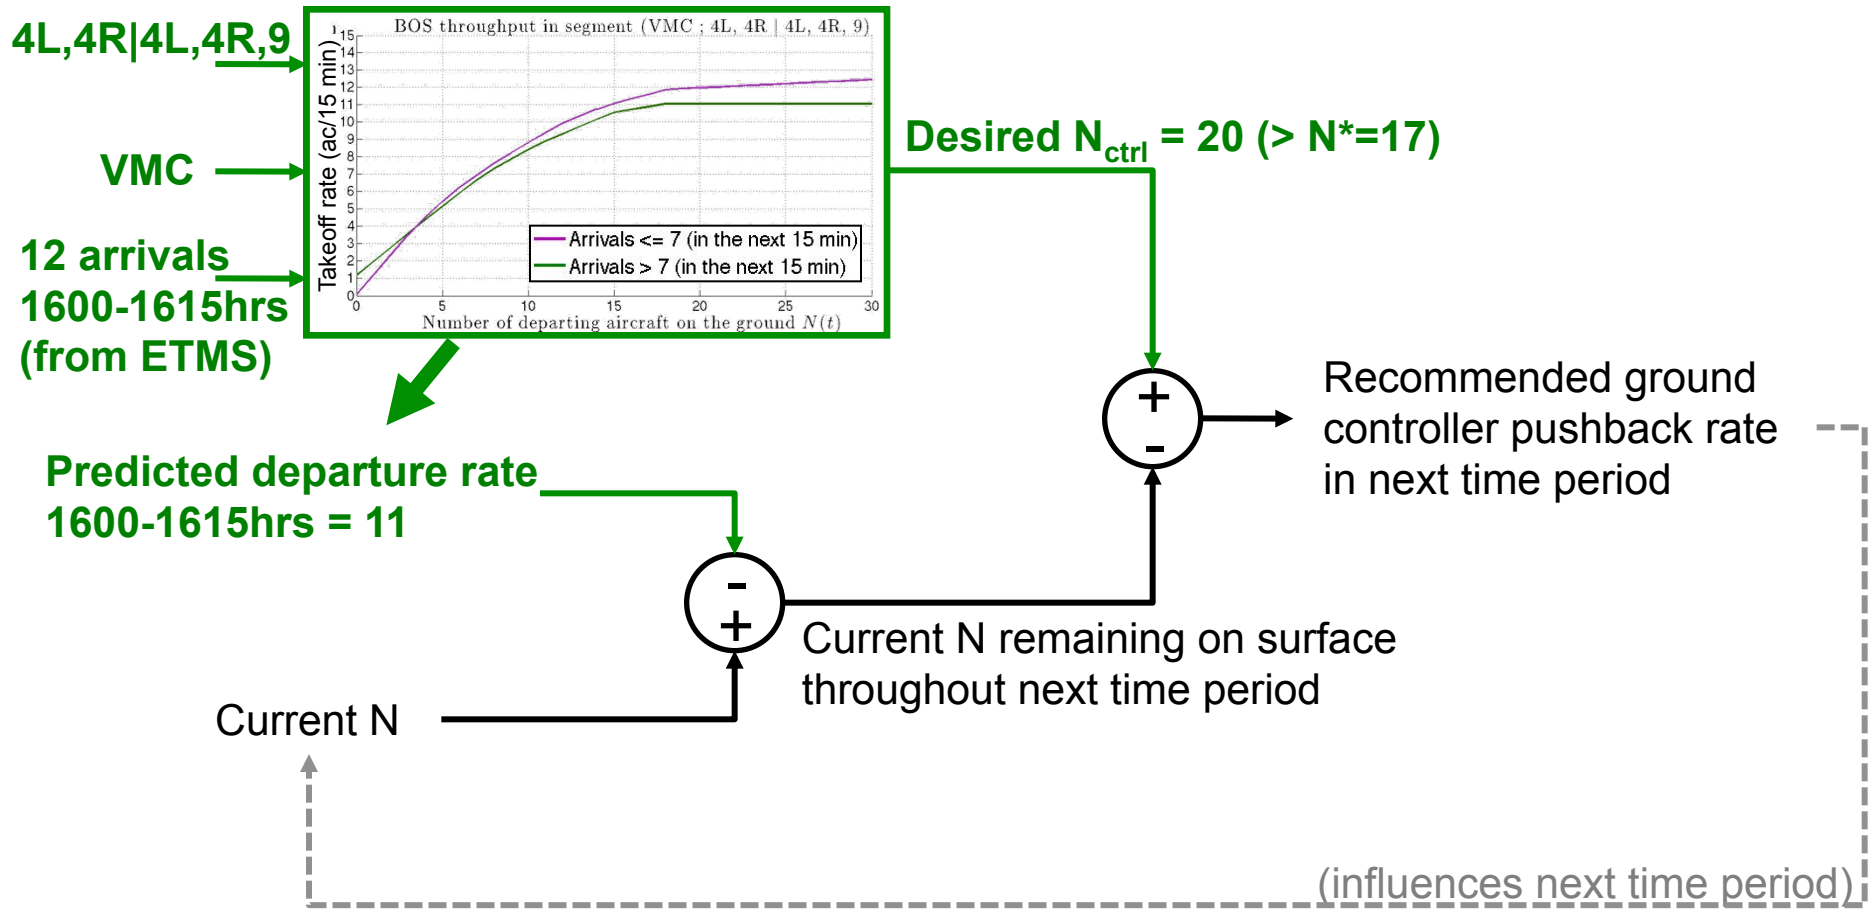 4L,4R|4L,4R,9
VMC
12 arrivals
1600-1615hrs
(from ETMS)
BOS throughput in segment (VMC ; 4L, 4R | 4L, 4R, 9)
Takeoff rate (ac/15 min)
15
14
13
12
11
10
9
8
7
6
5
4
3
2
1
0
Arrivals <= 7 (in the next 15 min)
Arrivals > 7 (in the next 15 min)
0 5 10 15 20 25 30
Number of departing aircraft on the ground N(t)
Desired Nctrl = 20 (> N*=17)
Predicted departure rate
1600-1615hrs = 11
+
-
Recommended ground
controller pushback rate
in next time period
-
+
Current N remaining on surface
throughout next time period
Current N
(influences next time period)